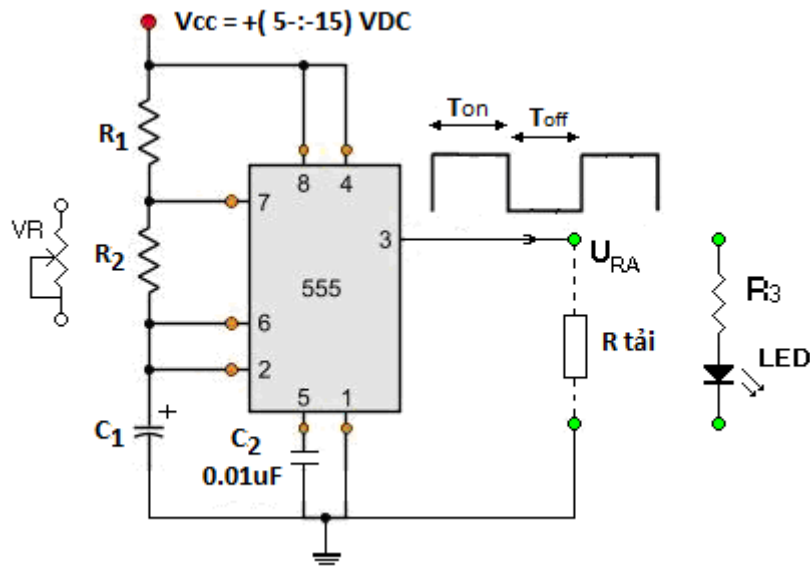 Vcc = +( 5-:-15) VDC
Ton
Toff
R1
8
4
7
3
VR
R2
555
URA
R3
6
R tải
LED
2
5
1
C1
+
C2
0.01uF